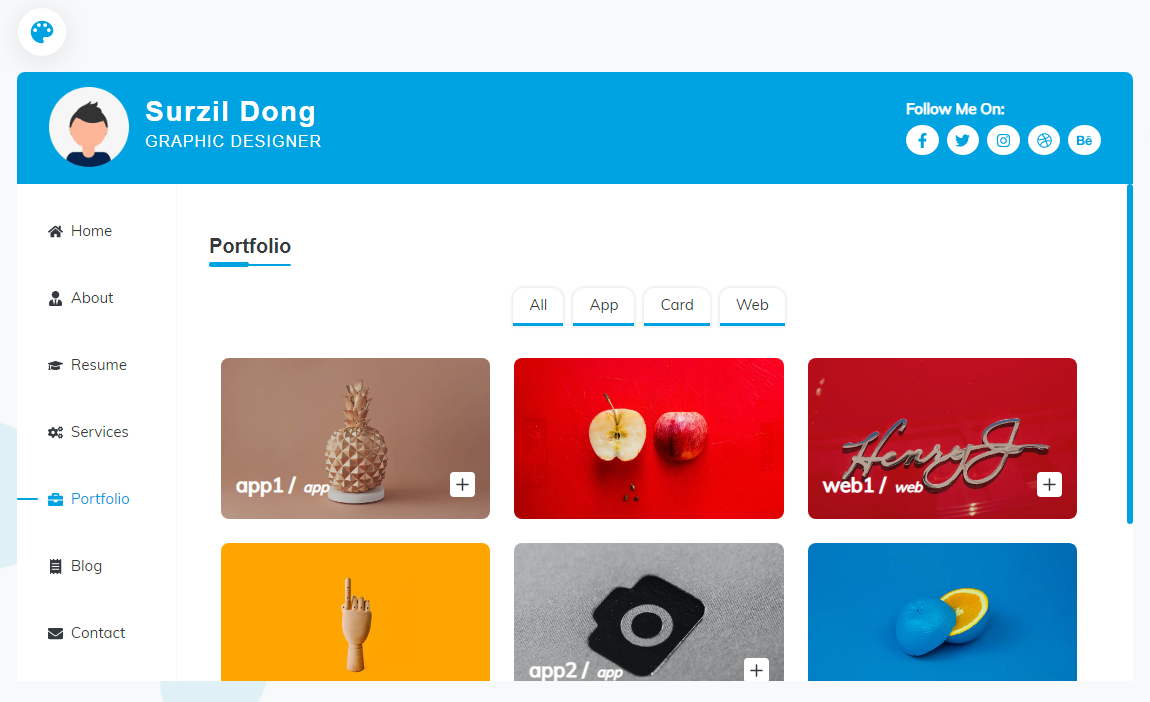 Surzil Dong
GRAPHIC DESIGNER
Follow Me On:
Bē
Home
About
Resume
Services
Portfolio
Blog
Contact
Portfolio
All
App
Card
Web
app1 / app
HenryJ
web1 / web
app2 / app